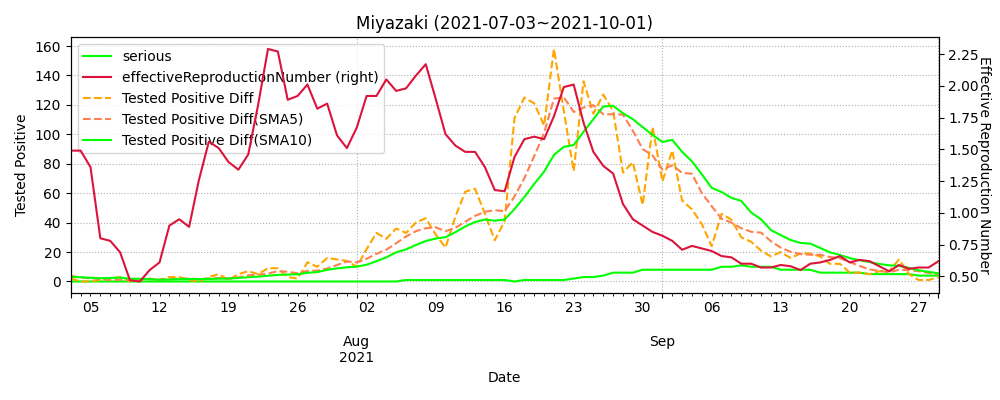 Miyazaki (2021-07-03~2021-10-01)
serious
effectiveReproductionNumber (right)
Tested Positive Diff
Tested Positive Diff(SMA5)
Tested Positive Diff(SMA10)
Tested Positive
160
140
120
100
80
60
40
20
0
2.25
2.00
1.75
1.50
1.25
1.00
0.75
0.50
Effective Reproduction Number
05 12 19 26 02 09 16 23 30 06 13 20 27
Aug Sep
2021
Date